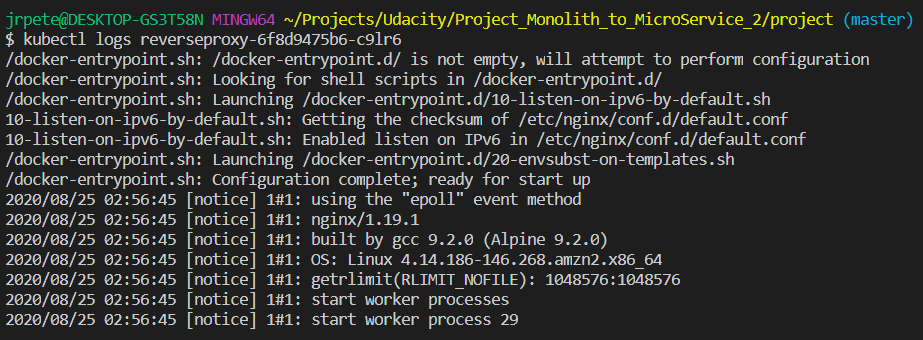 jrpete@DESKTOP-GS3T58N MINGW64 ~/Projects/Udacity/Project_Monolith_to_MicroService_2/project (master)
$ kubectl logs reverseproxy-6f8d9475b6-c9lr6
/docker-entrypoint.sh: /docker-entrypoint.d/ is not empty, will attempt to perform configuration
/docker-entrypoint.sh: Looking for shell scripts in /docker-entrypoint.d/
/docker-entrypoint.sh: Launching /docker-entrypoint.d/10-listen-on-ipv6-by-default.sh
10-listen-on-ipv6-by-default.sh: Getting the checksum of /etc/nginx/conf.d/default.conf
10-listen-on-ipv6-by-default.sh: Enabled listen on IPv6 in /etc/nginx/conf.d/default.conf
/docker-entrypoint.sh: Launching /docker-entrypoint.d/20-envsubst-on-templates.sh
/docker-entrypoint.sh: Configuration complete; ready for start up
2020/08/25 02:56:45 [notice] 1#1: using the "epoll" event method
2020/08/25 02:56:45 [notice] 1#1: nginx/1.19.1
2020/08/25 02:56:45 [notice] 1#1: built by gcc 9.2.0 (Alpine 9.2.0)
2020/08/25 02:56:45 [notice] 1#1: OS: Linux 4.14.186-146.268.amzn2.x86_64
2020/08/25 02:56:45 [notice] 1#1: getrlimit(RLIMIT_NOFILE): 1048576:1048576
2020/08/25 02:56:45 [notice] 1#1: start worker processes
2020/08/25 02:56:45 [notice] 1#1: start worker process 29